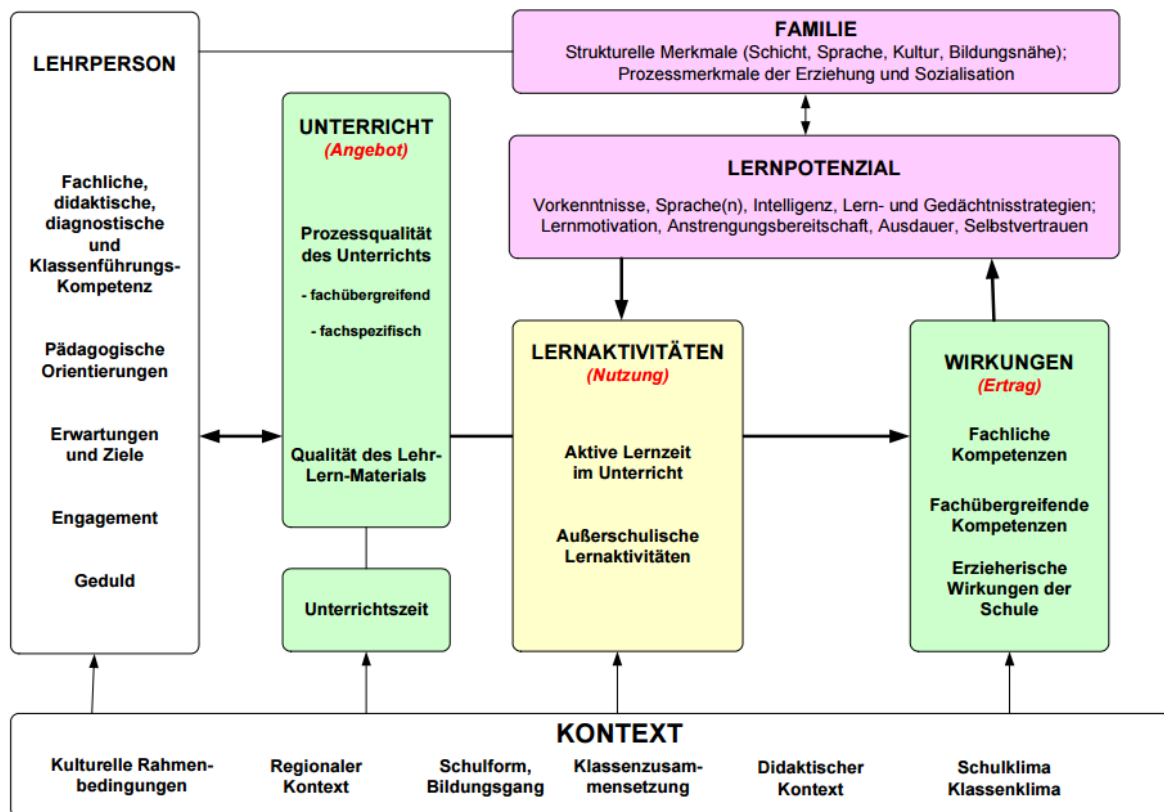 LEHRPERSON
Fachliche,
didaktische,
diagnostische
und
Klassenführungs-
Kompetenz
Pädagogische
Orientierungen
Erwartungen
und Ziele
Engagement
Geduld
UNTERRICHT
(Angebot)
Prozessqualität
des Unterrichts
- fachübergreifend
- fachspezifisch
Qualität des Lehr-
Lern-Materials
Unterrichtszeit
FAMILIE
Strukturelle Merkmale (Schicht, Sprache, Kultur, Bildungsnähe);
Prozessmerkmale der Erziehung und Sozialisation
LERNPOTENZIAL
Vorkenntnisse, Sprache(n), Intelligenz, Lern- und Gedächtnisstrategien;
Lernmotivation, Anstrengungsbereitschaft, Ausdauer, Selbstvertrauen
LERNAKTIVITÄTEN
(Nutzung)
Aktive Lernzeit
im Unterricht
Außerschulische
Lernaktivitäten
WIRKUNGEN
(Ertrag)
Fachliche
Kompetenzen
Fachübergreifende
Kompetenzen
Erzieherische
Wirkungen der
Schule
KONTEXT
Kulturelle Rahmen-
bedingungen
Regionaler
Kontext
Schulform,
Bildungsgang
Klassenzusam-
mensetzung
Didaktischer
Kontext
Schulklima
Klassenklima